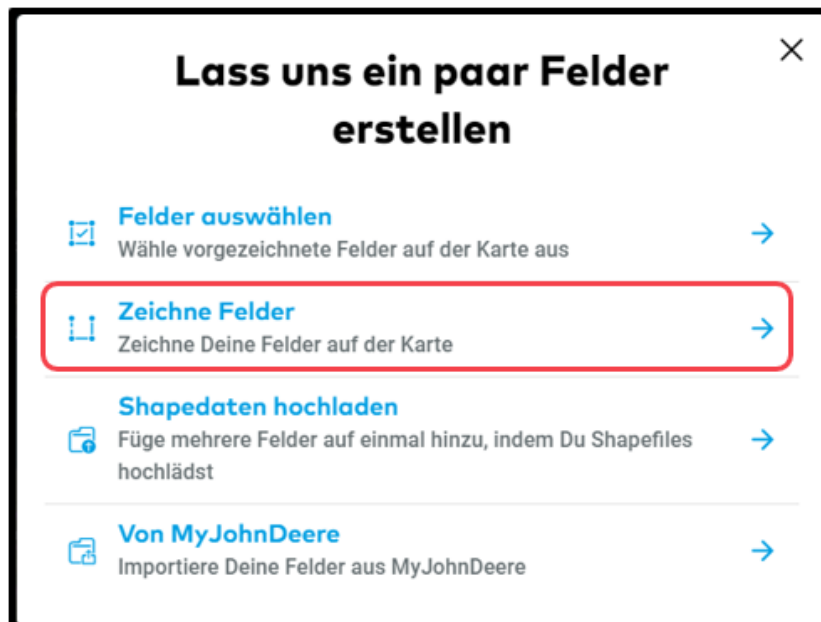 Lass uns ein paar Felder
erstellen
Felder auswählen
Wähle vorgezeichnete Felder auf der Karte aus
Zeichne Felder
Zeichne Deine Felder auf der Karte
Shapedaten hochladen
Füge mehrere Felder auf einmal hinzu, indem Du Shapefiles
hochlädst
Von MyJohnDeere
Importiere Deine Felder aus MyJohnDeere